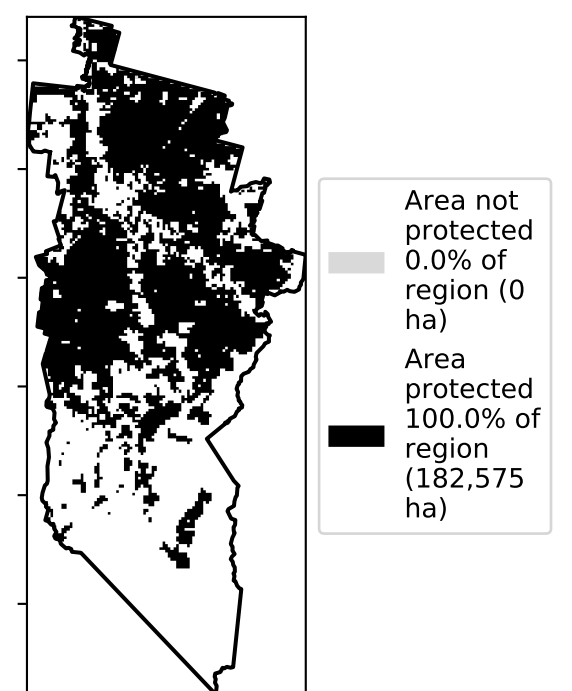 Area not
protected
0.0% of
region (0
ha)
Area
protected
100.0% of
region
(182,575
ha)